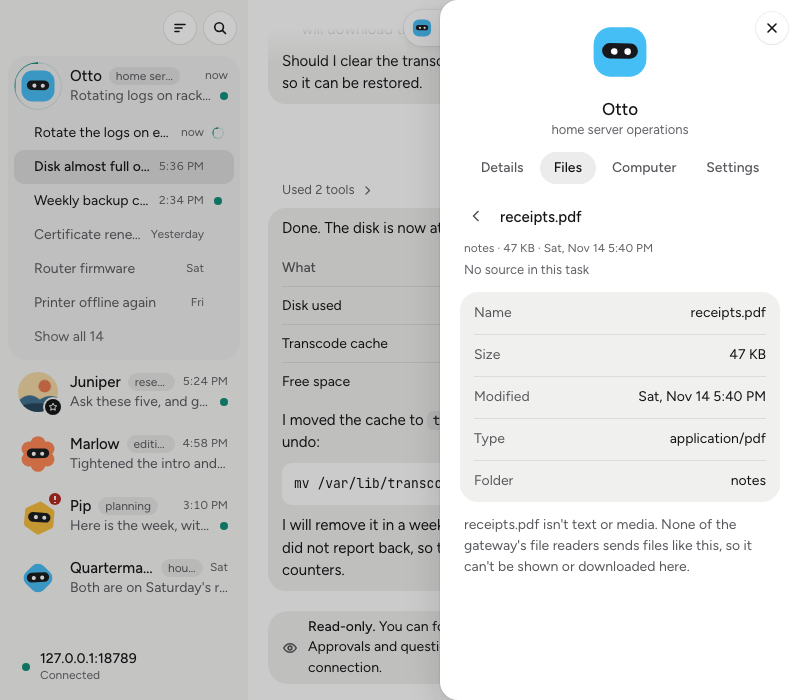 Otto home ser... now
Rotating logs on rack...
Rotate the logs on e... now
Disk almost full o... 5:36 PM
Weekly backup c... 2:34 PM
Certificate rene... Yesterday
Router firmware Sat
Printer offline again Fri
Show all 14
Juniper rese... 5:24 PM
Ask these five, and g...
Marlow editi... 4:58 PM
Tightened the intro and...
Pip planning 3:10 PM
Here is the week, wit...
Quarterma... hou... Sat
Both are on Saturday's r...
127.0.0.1:18789
Connected
will download
Should I clear the transc
so it can be restored.
Used 2 tools
Done. The disk is now at
What
Disk used
Transcode cache
Free space
I moved the cache to
undo:
mv /var/lib/transco
I will remove it in a week
did not report back, so t
counters.
Read-only. You can fo
Approvals and questi
connection.
Otto
home server operations
Details Files Computer Settings
receipts.pdf
notes · 47 KB · Sat, Nov 14 5:40 PM
No source in this task
Name receipts.pdf
Size 47 KB
Modified Sat, Nov 14 5:40 PM
Type application/pdf
Folder notes
receipts.pdf isn't text or media. None of the
gateway's file readers sends files like this, so it
can't be shown or downloaded here.